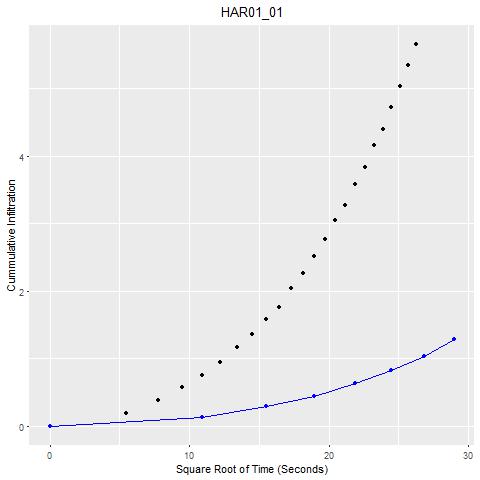 HAR01_01
Cummulative Infiltration
4
2
0
0
10
20
30
Square Root of Time (Seconds)